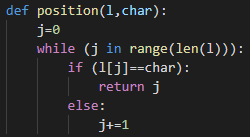 def position(l,char):
    j=0
    while (j in range(len(l))):
        if (l[j]==char):
            return j
        else:
            j+=1